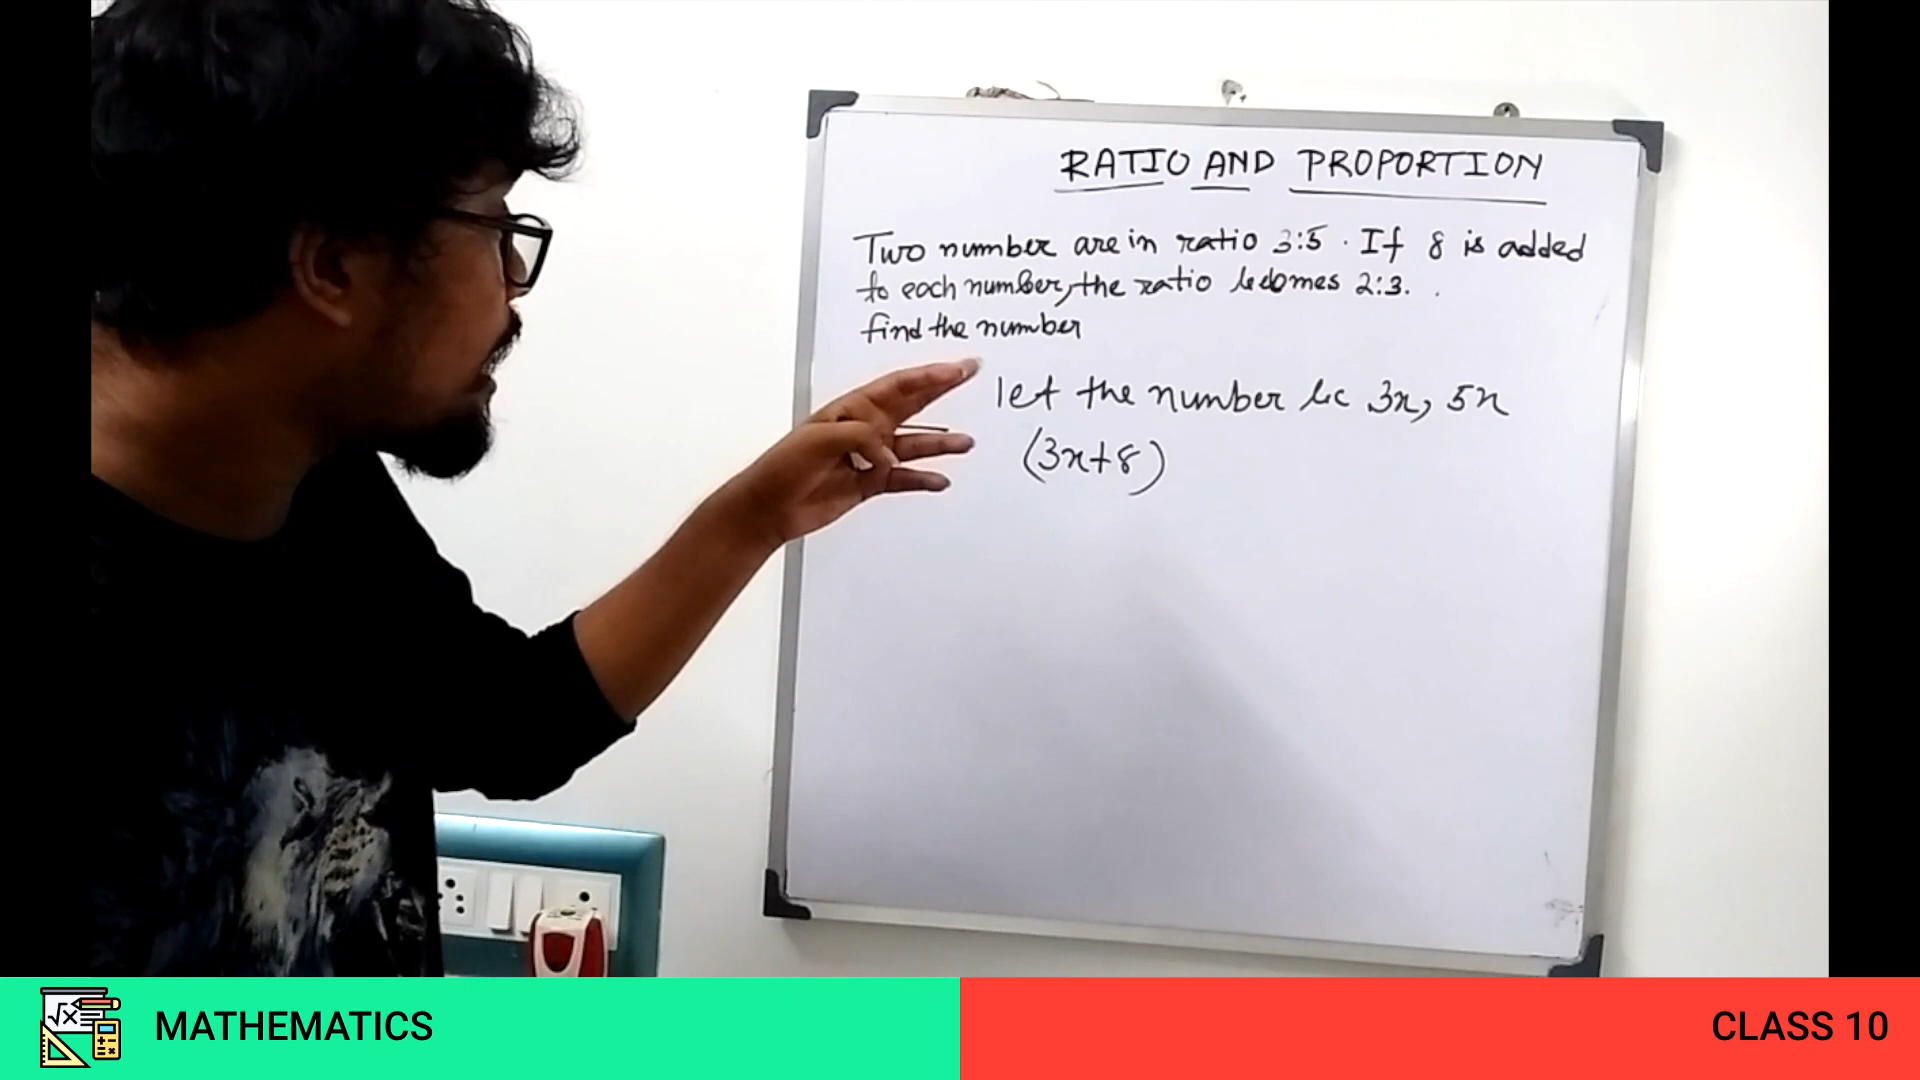 RATIO AND PROPORTION
Two number are in ratio 3:5. If 8 is added
to each number, the ratio becomes 2:3.
find the number
let the number be 3x, 5x
(3x+8)
√x
MATHEMATICS
CLASS 10